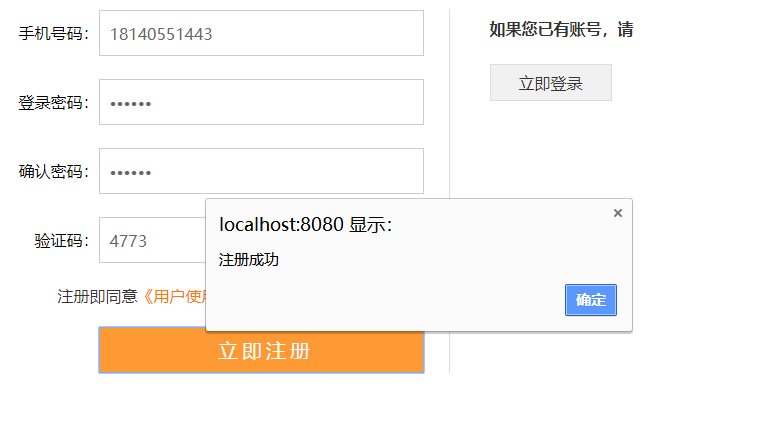 手机号码： 18140551443
登录密码： ••••••
确认密码： ••••••
验证码： 4773
注册即同意《用户使用
立即注册
如果您已有账号，请
立即登录
localhost:8080 显示：
×
注册成功
确定